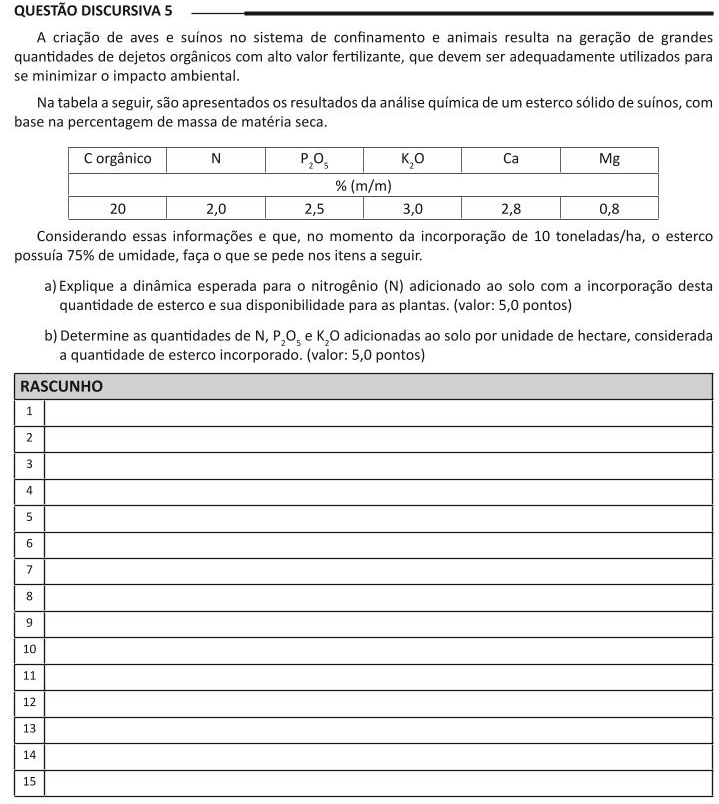 QUESTÃO DISCURSIVA 5
A criação de aves e suínos no sistema de confinamento e animais resulta na geração de grandes
quantidades de dejetos orgânicos com alto valor fertilizante, que devem ser adequadamente utilizados para
se minimizar o impacto ambiental.
Na tabela a seguir, são apresentados os resultados da análise química de um esterco sólido de suínos, com
base na percentagem de massa de matéria seca.
C orgânico N P₂O₅ K₂O Ca Mg
% (m/m)
20 2,0 2,5 3,0 2,8 0,8
Considerando essas informações e que, no momento da incorporação de 10 toneladas/ha, o esterco
possuía 75% de umidade, faça o que se pede nos itens a seguir.
a) Explique a dinâmica esperada para o nitrogênio (N) adicionado ao solo com a incorporação desta
quantidade de esterco e sua disponibilidade para as plantas. (valor: 5,0 pontos)
b) Determine as quantidades de N, P₂O₅ e K₂O adicionadas ao solo por unidade de hectare, considerada
a quantidade de esterco incorporado. (valor: 5,0 pontos)
RASCUNHO
1
2
3
4
5
6
7
8
9
10
11
12
13
14
15